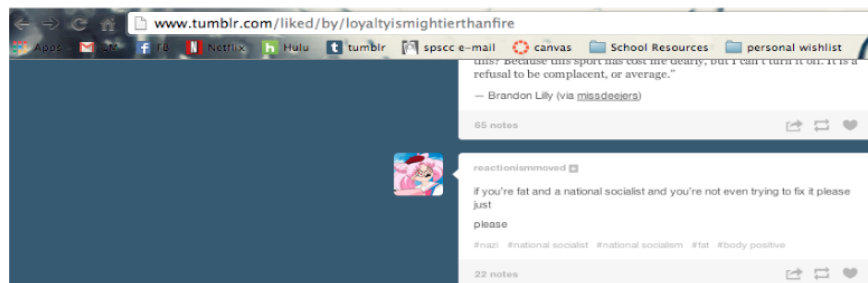 www.tumblr.com/liked/by/loyaltyismightierthanfire
Apps FB Netflix Hulu tumblr spscc e-mail canvas School Resources personal wishlist
this? Because this sport has cost me dearly, but I can't turn it off. It is a
refusal to be complacent, or average."
— Brandon Lilly (via missdeejers)
65 notes
reactionismmoved
if you're fat and a national socialist and you're not even trying to fix it please
just
please
#nazi #national socialist #national socialism #fat #body positive
22 notes